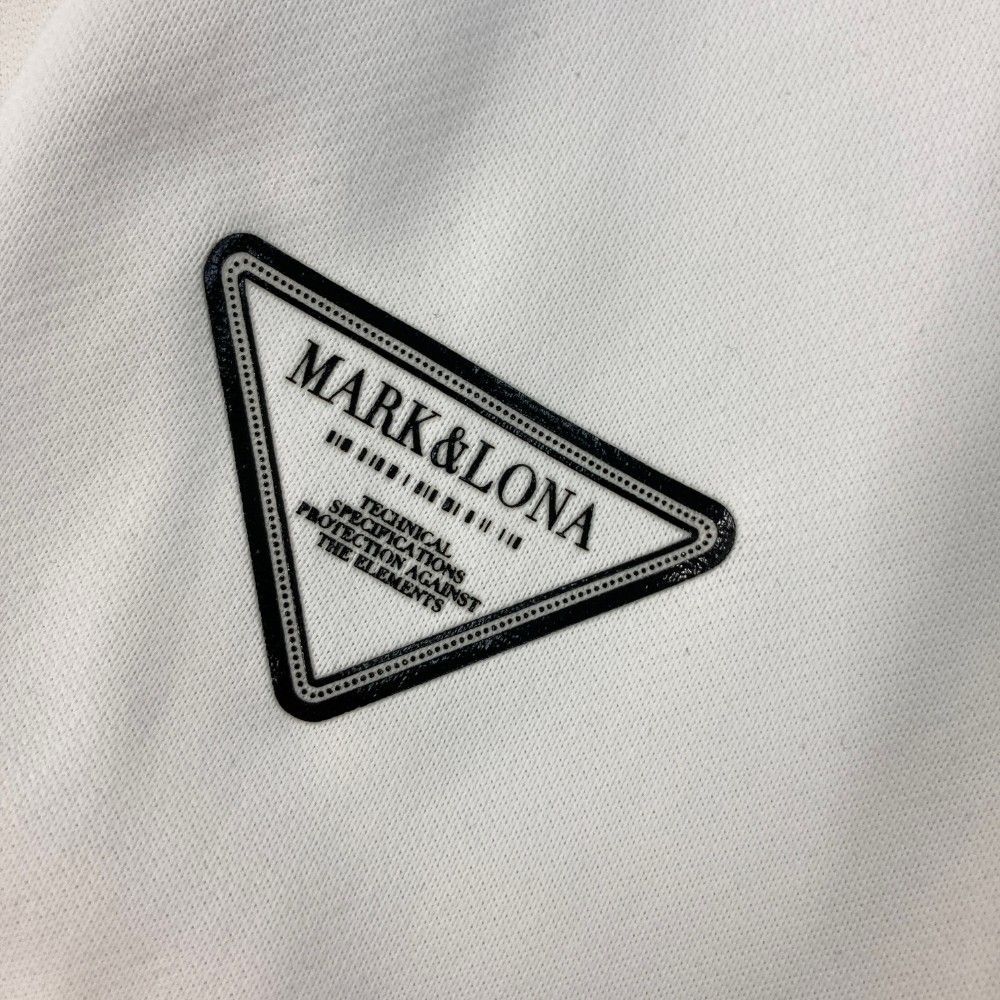 MARK&LONA
TECHNICAL
SPECIFICATIONS
PROTECTION AGAINST
THE ELEMENTS